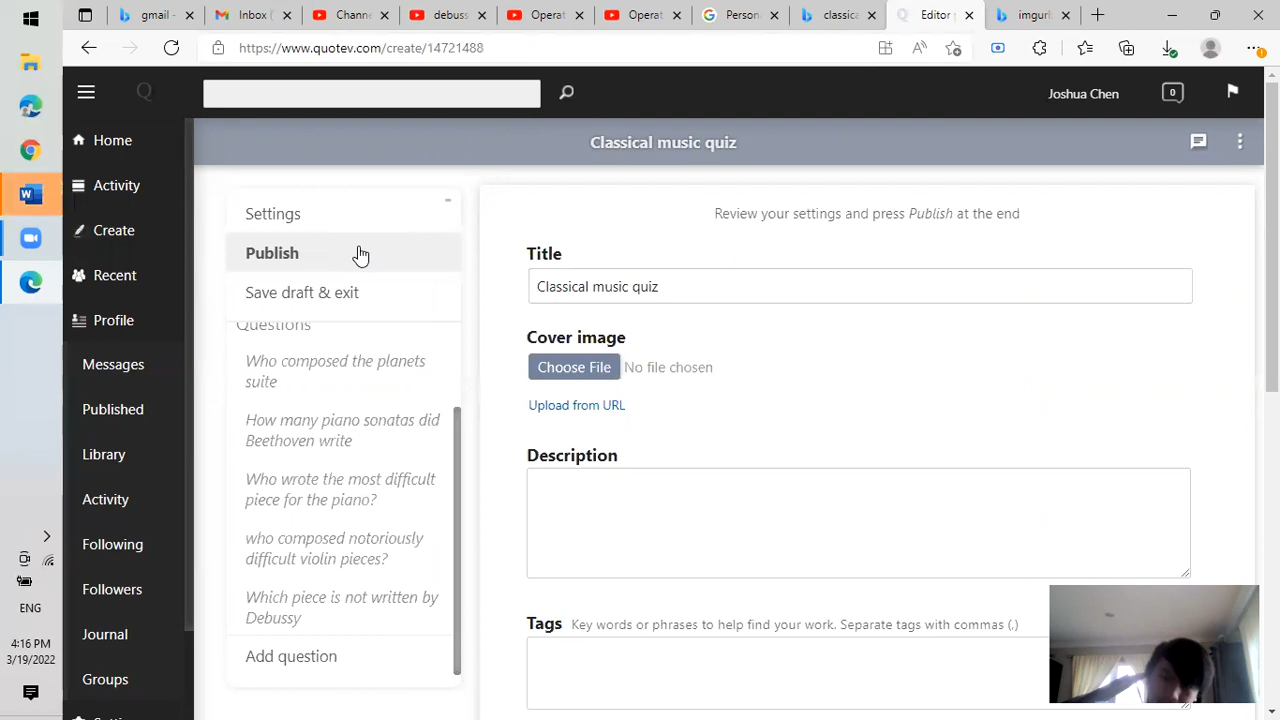 gmail -
Inbox (
Channe
debuss
Operat
Operat
Person
classica
Editor
imgurl
https://www.quotev.com/create/14721488
Q
Joshua Chen
0
Home
Activity
Create
Recent
Profile
Messages
Published
Library
Activity
Following
Followers
Journal
Groups
Classical music quiz
Settings
Publish
Save draft & exit
Questions
Who composed the planets
suite
How many piano sonatas did
Beethoven write
Who wrote the most difficult
piece for the piano?
who composed notoriously
difficult violin pieces?
Which piece is not written by
Debussy
Add question
Review your settings and press Publish at the end
Title
Classical music quiz
Cover image
Choose File No file chosen
Upload from URL
Description
Tags Key words or phrases to help find your work. Separate tags with commas (,)
ENG
4:16 PM
3/19/2022